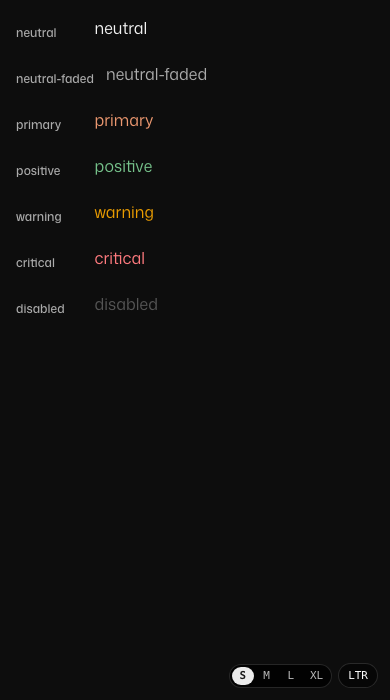 neutral neutral
neutral-faded neutral-faded
primary primary
positive positive
warning warning
critical critical
disabled disabled
S M L XL LTR